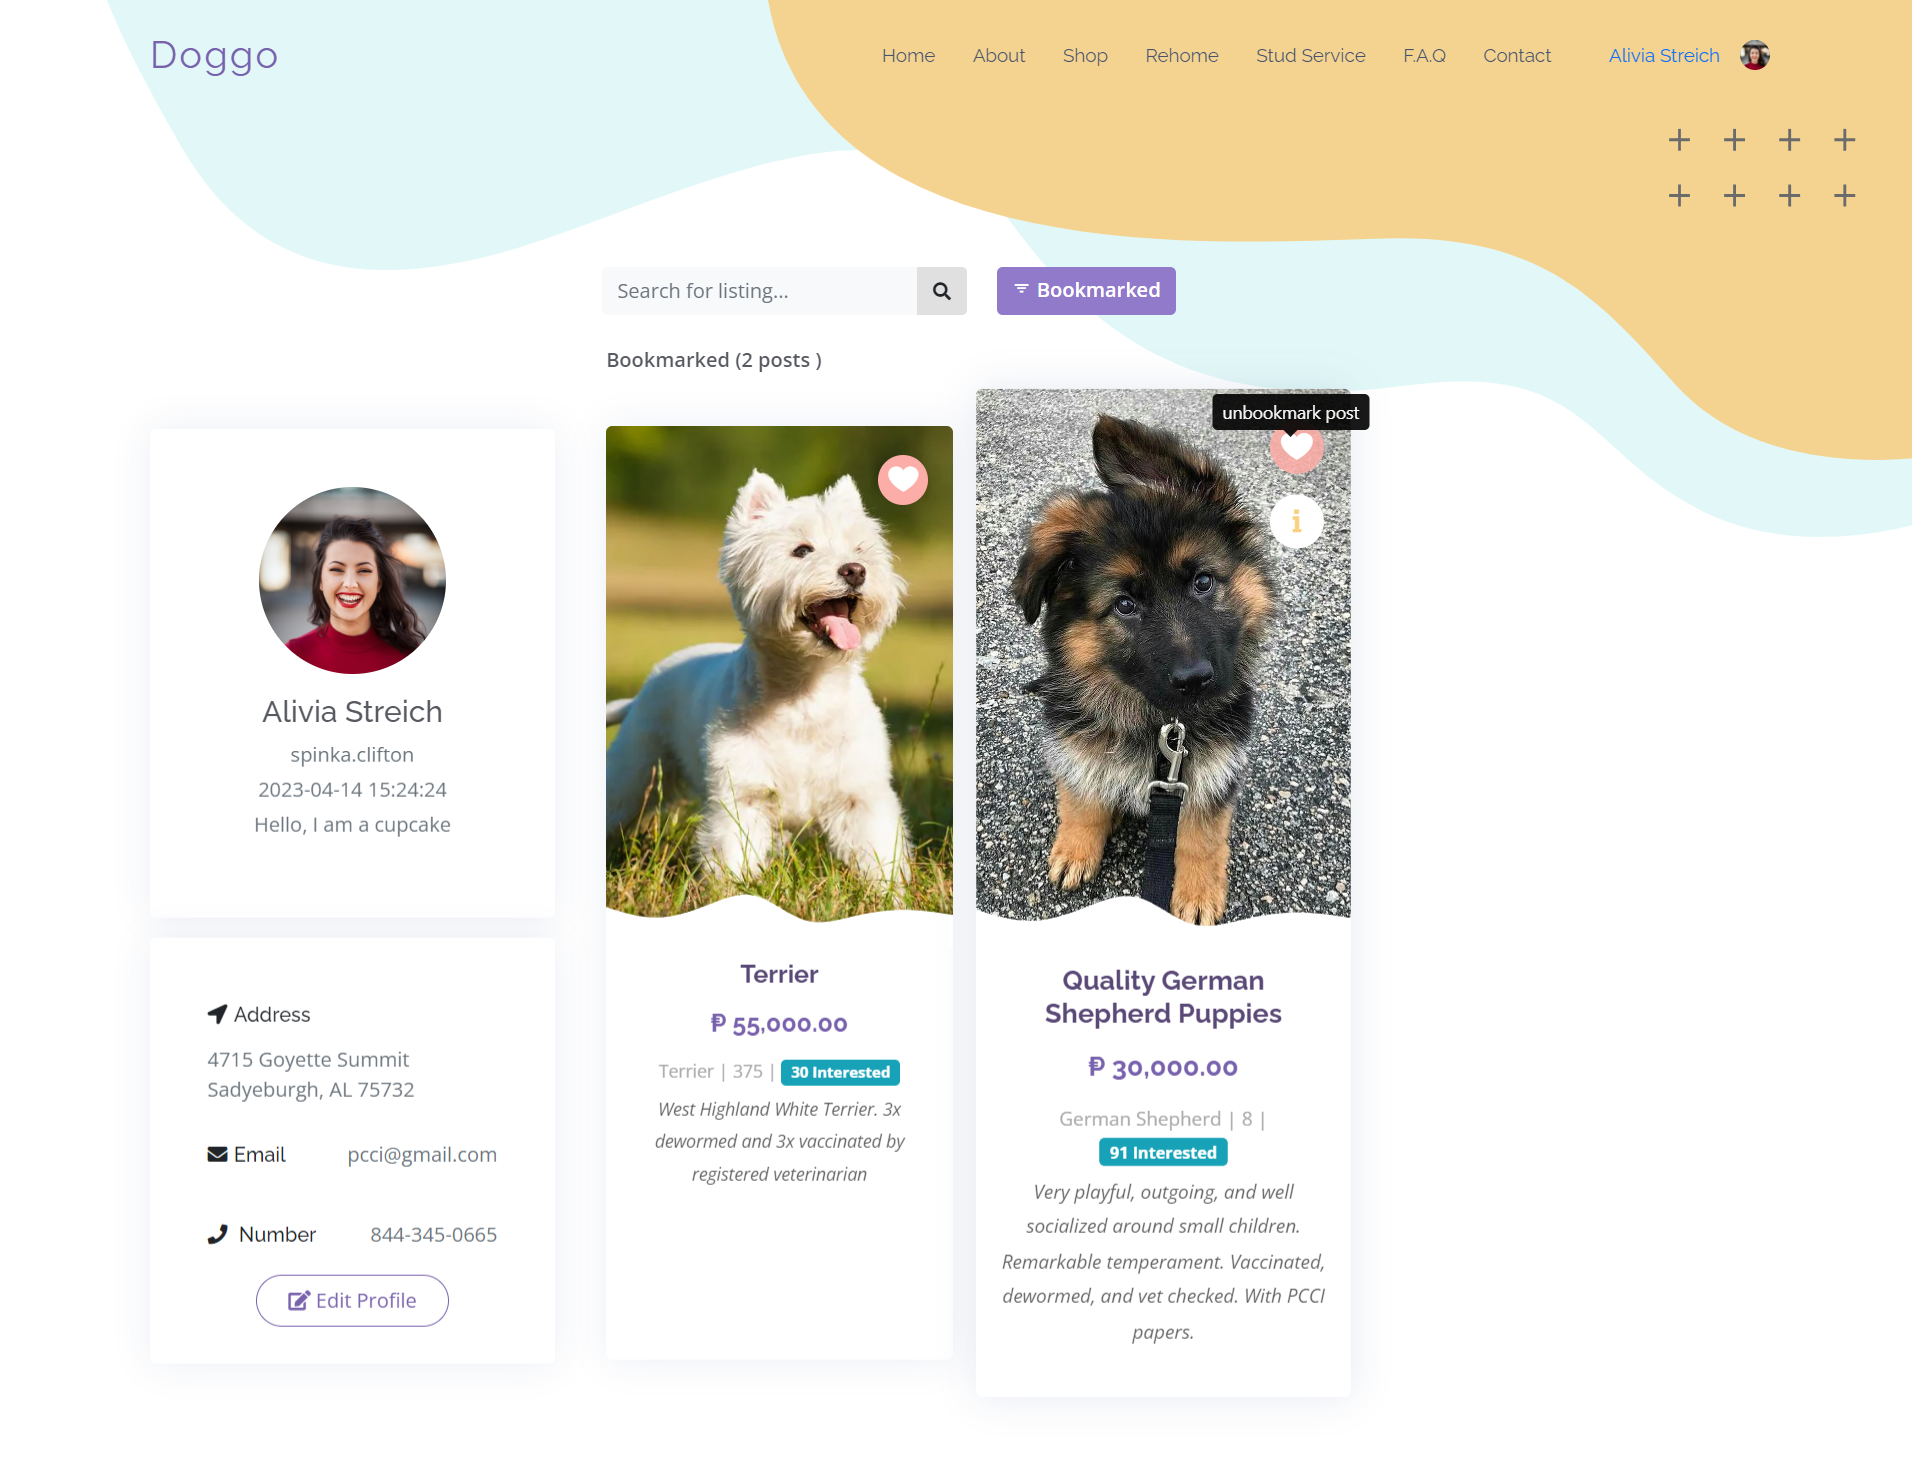 Doggo
Home About Shop Rehome Stud Service F.A.Q Contact Alivia Streich
Search for listing...
Bookmarked
Bookmarked (2 posts )
unbookmark post
Alivia Streich
spinka.clifton
2023-04-14 15:24:24
Hello, I am a cupcake
Address
4715 Goyette Summit
Sadyeburgh, AL 75732
Email pcci@gmail.com
Number 844-345-0665
Edit Profile
Terrier
₱ 55,000.00
Terrier | 375 | 30 Interested
West Highland White Terrier. 3x
dewormed and 3x vaccinated by
registered veterinarian
Quality German
Shepherd Puppies
₱ 30,000.00
German Shepherd | 8 |
91 Interested
Very playful, outgoing, and well
socialized around small children.
Remarkable temperament. Vaccinated,
dewormed, and vet checked. With PCCI
papers.